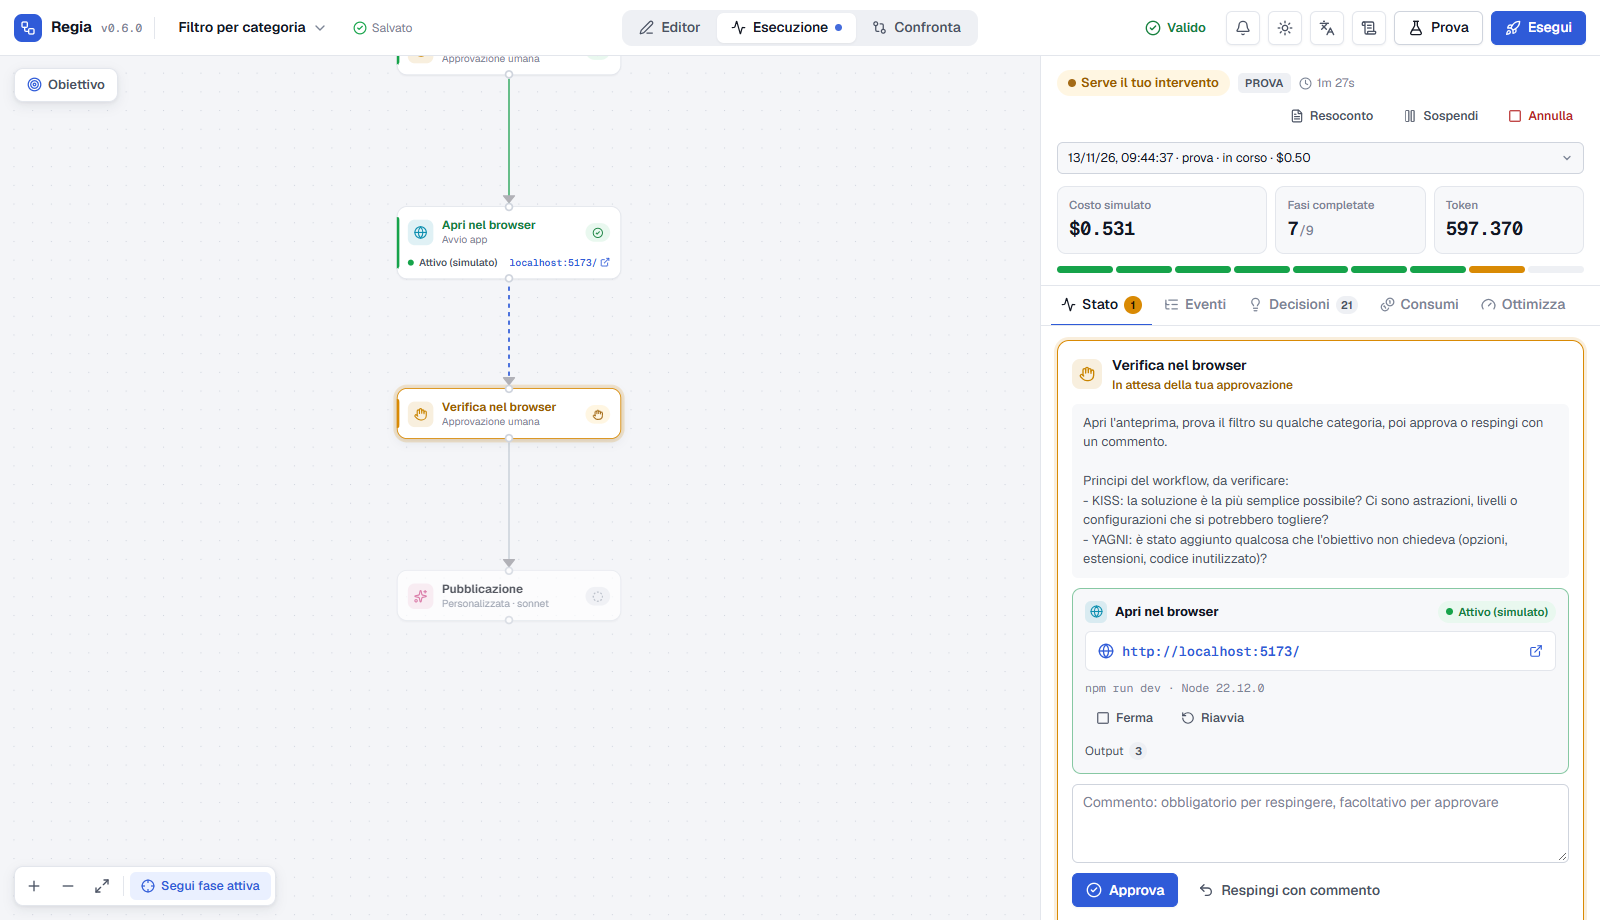 Regia v0.6.0
Filtro per categoria
Salvato
Editor
Esecuzione
Confronta
Valido
Prova
Esegui
Obiettivo
Approvazione umana
Apri nel browser
Avvio app
Attivo (simulato) localhost:5173/
Verifica nel browser
Approvazione umana
Pubblicazione
Personalizzata · sonnet
Segui fase attiva
Serve il tuo intervento
PROVA
1m 27s
Resoconto
Sospendi
Annulla
13/11/26, 09:44:37 · prova · in corso · $0.50
Costo simulato
$0.531
Fasi completate
7/9
Token
597.370
Stato 1
Eventi
Decisioni 21
Consumi
Ottimizza
Verifica nel browser
In attesa della tua approvazione
Apri l'anteprima, prova il filtro su qualche categoria, poi approva o respingi con
un commento.
Principi del workflow, da verificare:
- KISS: la soluzione è la più semplice possibile? Ci sono astrazioni, livelli o
configurazioni che si potrebbero togliere?
- YAGNI: è stato aggiunto qualcosa che l'obiettivo non chiedeva (opzioni,
estensioni, codice inutilizzato)?
Apri nel browser
Attivo (simulato)
http://localhost:5173/
npm run dev · Node 22.12.0
Ferma
Riavvia
Output 3
Commento: obbligatorio per respingere, facoltativo per approvare
Approva
Respingi con commento